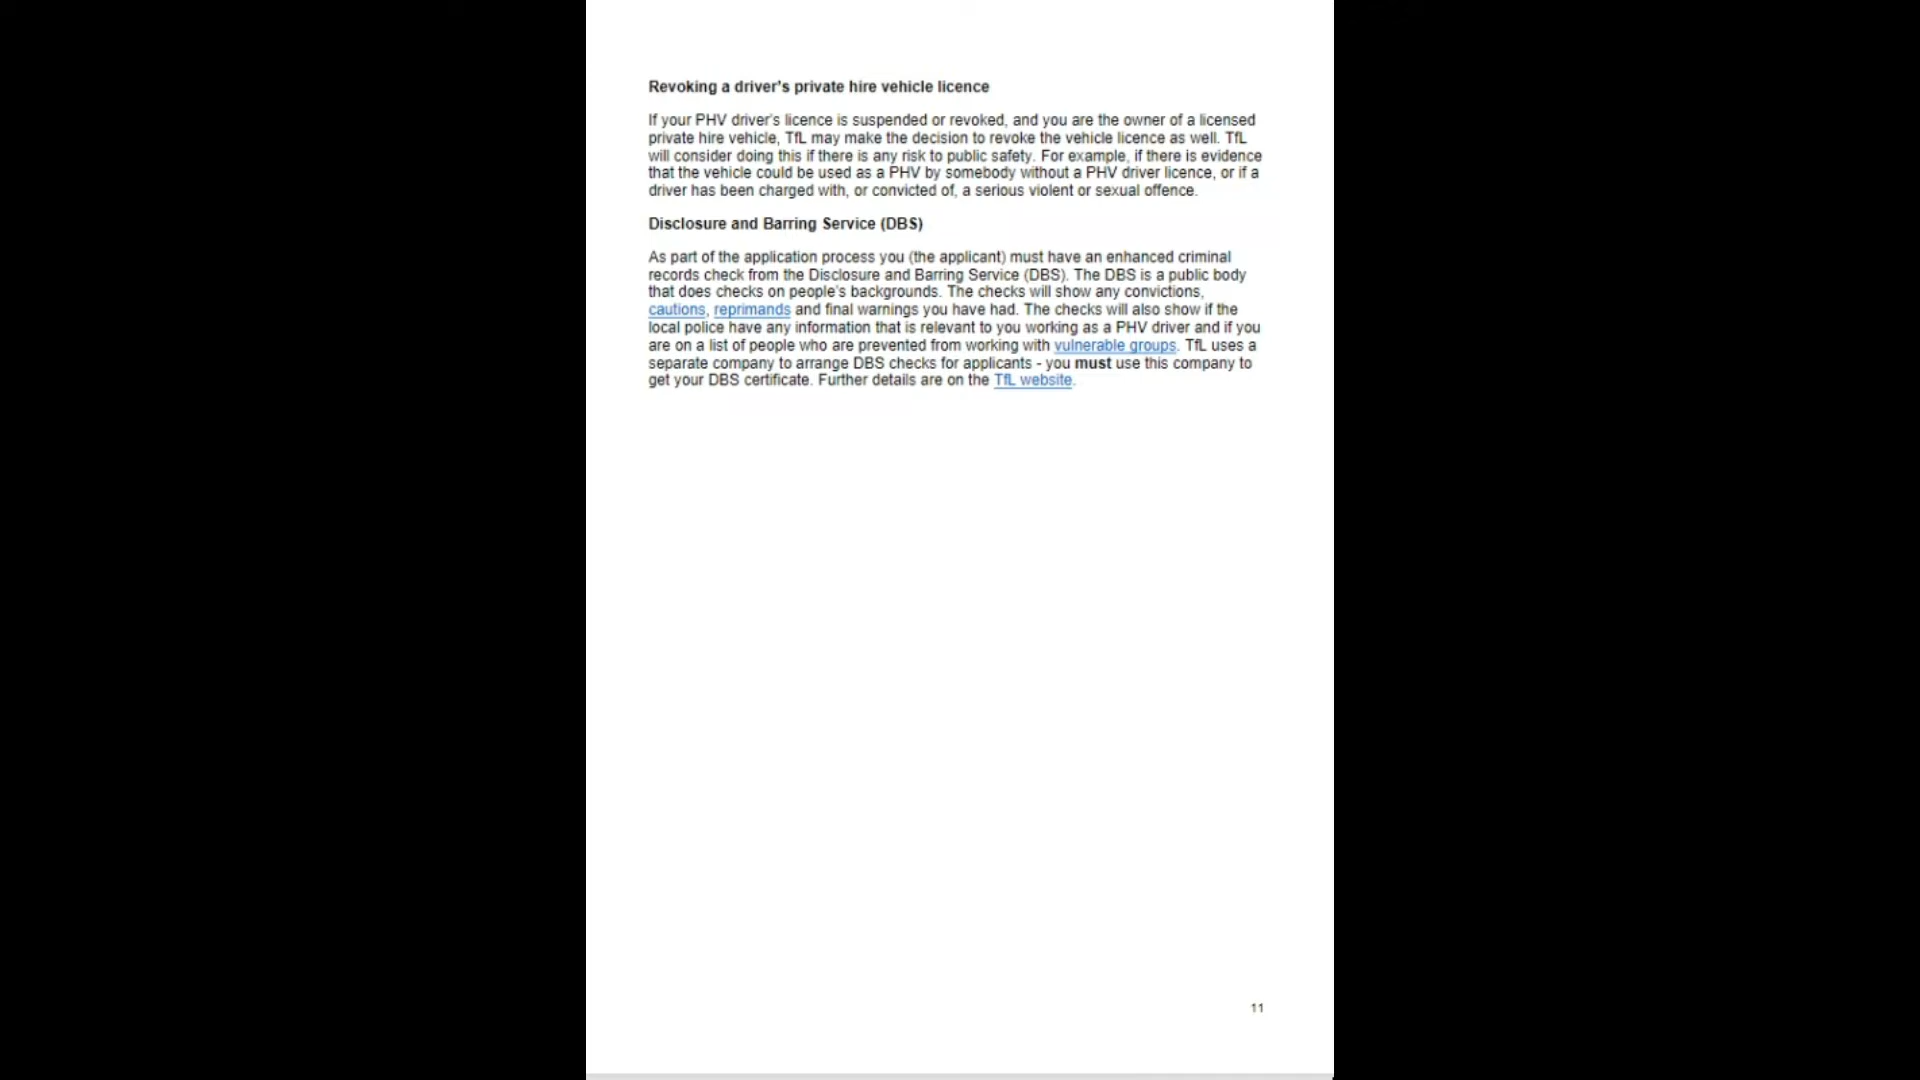 Revoking a driver's private hire vehicle licence
If your PHV driver's licence is suspended or revoked, and you are the owner of a licensed
private hire vehicle, TfL may make the decision to revoke the vehicle licence as well. TfL
will consider doing this if there is any risk to public safety. For example, if there is evidence
that the vehicle could be used as a PHV by somebody without a PHV driver licence, or if a
driver has been charged with, or convicted of, a serious violent or sexual offence.
Disclosure and Barring Service (DBS)
As part of the application process you (the applicant) must have an enhanced criminal
records check from the Disclosure and Barring Service (DBS). The DBS is a public body
that does checks on people's backgrounds. The checks will show any convictions,
cautions, reprimands and final warnings you have had. The checks will also show if the
local police have any information that is relevant to you working as a PHV driver and if you
are on a list of people who are prevented from working with vulnerable groups. TfL uses a
separate company to arrange DBS checks for applicants - you must use this company to
get your DBS certificate. Further details are on the TfL website.
11